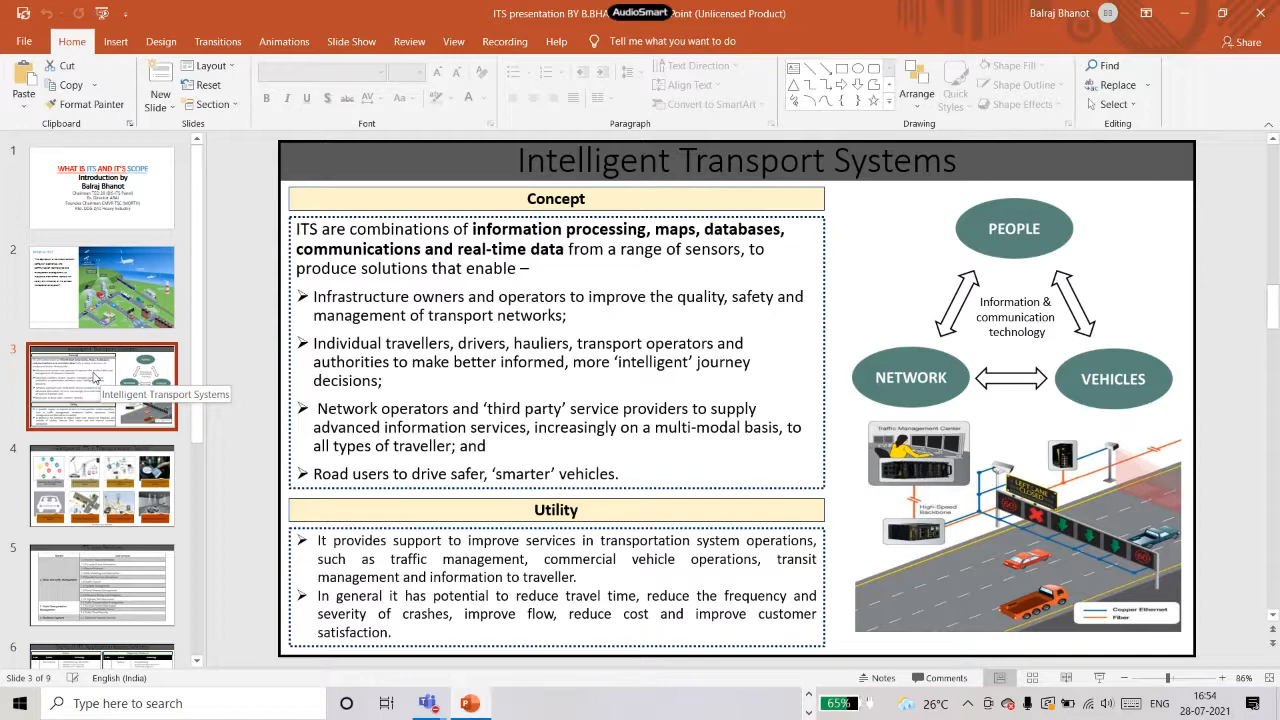 ITS presentation BY B.BHA
AudioSmart
Point (Unlicensed Product)
Balraj Bhanot
File
Home
Insert
Design
Transitions
Animations
Slide Show
Review
View
Recording
Help
Tell me what you want to do
Share
Paste
Cut
Copy
Format Painter
Clipboard
New
Slide
Layout
Reset
Section
Slides
Font
Text Direction
Align Text
Convert to SmartArt
Paragraph
Arrange
Quick
Styles
Shape Fill
Shape Outline
Shape Effects
Drawing
Find
Replace
Select
Editing
1
WHAT IS ITS AND IT'S SCOPE
Introduction by
Balraj Bhanot
3
Intelligent Transport Systems
Intelligent Transport Systems
Concept
ITS are combinations of information processing, maps, databases,
communications and real-time data from a range of sensors to
produce solutions that enable –
➢ Infrastructure owners and operators to improve the quality, safety and
management of transport networks;
➢ Individual travellers, drivers, hauliers, transport operators and
authorities to make better informed, more ‘intelligent’ journey
decisions;
➢ Network operators and third party’ service providers to supply
advanced information services, increasingly on a multi-modal basis, to
all types of traveller; and
➢ Road users to drive safer, ‘smarter’ vehicles.
Utility
➢ It provides support to improve services in transportation system operations,
such as traffic management, commercial vehicle operations, transit
management and information to traveller.
➢ In general it has potential to reduce travel time, reduce the frequency and
severity of crashes, improve flow, reduce cost and improve customer
satisfaction.
PEOPLE
Information &
communication
technology
NETWORK
VEHICLES
Traffic Management Center
High-Speed
Backbone
LEFT LANE
CLOSED
Copper Ethernet
Fiber
Slide 3 of 9
English (India)
Notes
Comments
86%
Type here to search
65%
26°C
ENG
16:54
28-07-2021